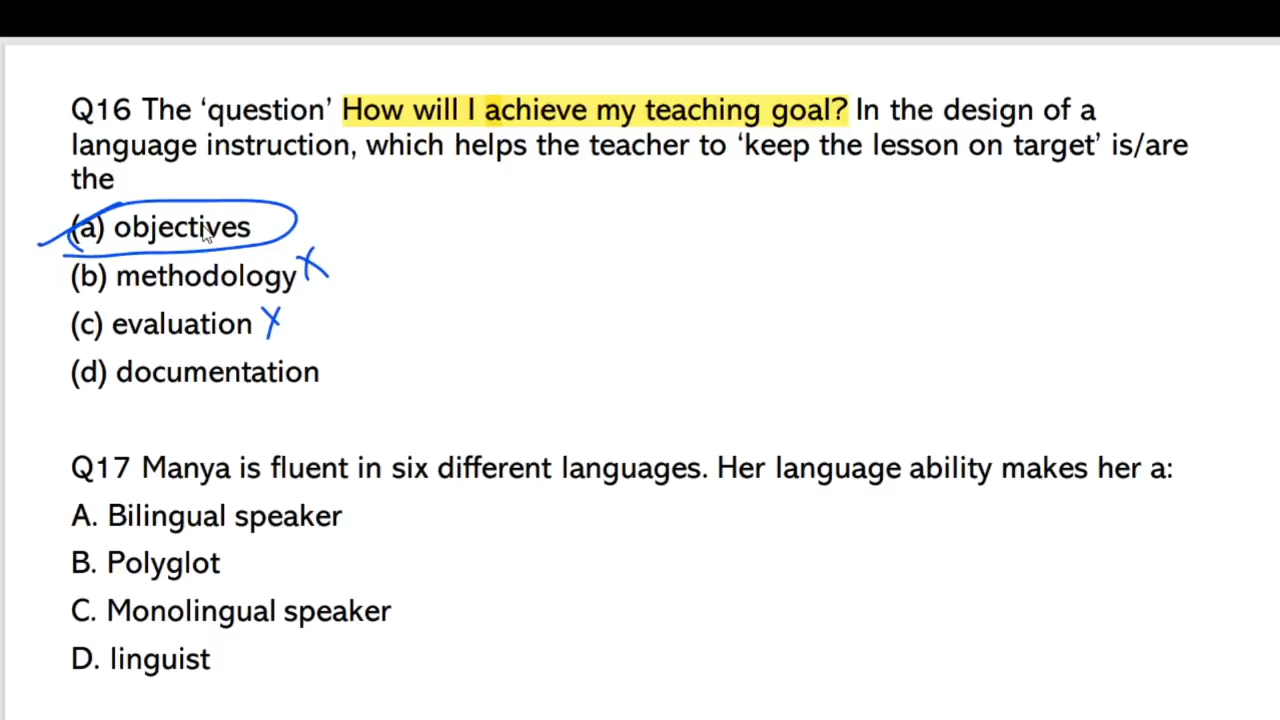 Q16 The ‘question’ How will I achieve my teaching goal? In the design of a
language instruction, which helps the teacher to ‘keep the lesson on target’ is/are
the
(a) objectives
(b) methodology
(c) evaluation
(d) documentation
Q17 Manya is fluent in six different languages. Her language ability makes her a:
A. Bilingual speaker
B. Polyglot
C. Monolingual speaker
D. linguist